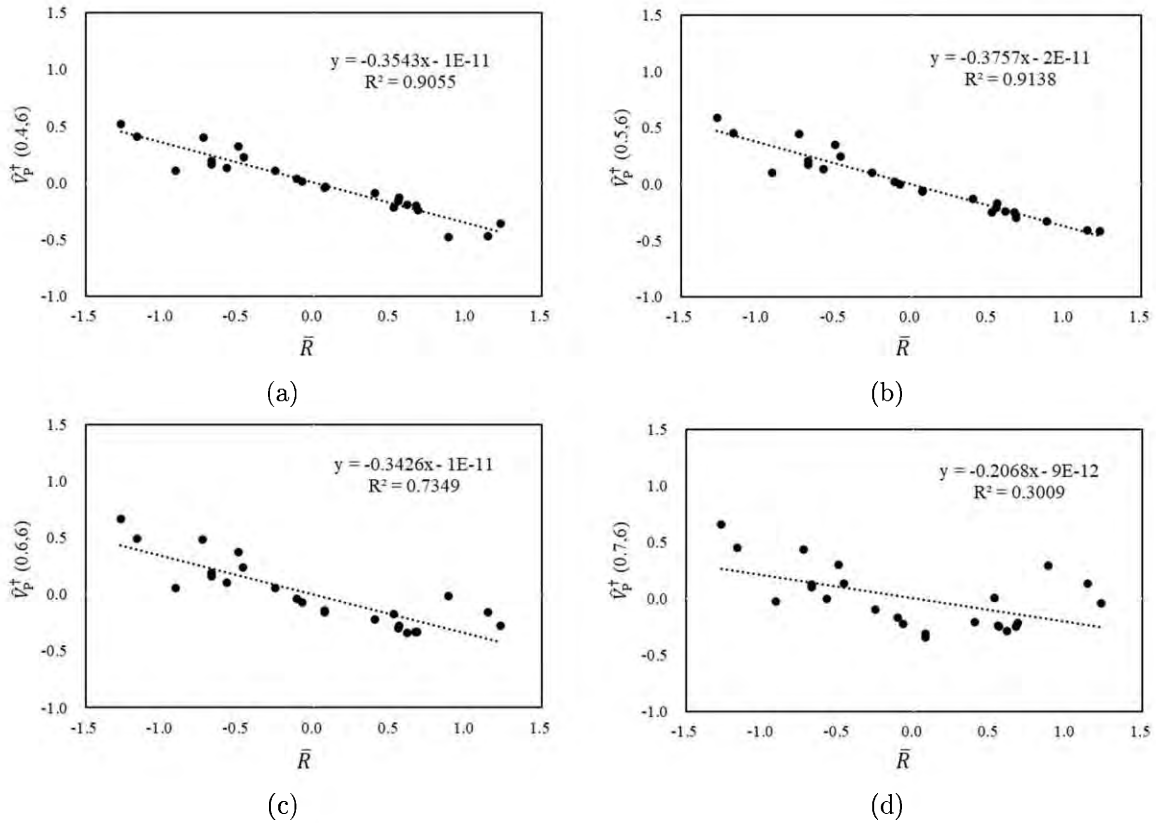 1.5
1.0
0.5
0.0
-0.5
-1.0
V̂ₚ† (0.4,6)
y = -0.3543x - 1E-11
R² = 0.9055
-1.5 -1.0 -0.5 0.0 0.5 1.0 1.5
R̄
(a)
1.5
1.0
0.5
0.0
-0.5
-1.0
V̂ₚ† (0.5,6)
y = -0.3757x - 2E-11
R² = 0.9138
-1.5 -1.0 -0.5 0.0 0.5 1.0 1.5
R̄
(b)
1.5
1.0
0.5
0.0
-0.5
-1.0
V̂ₚ† (0.6,6)
y = -0.3426x - 1E-11
R² = 0.7349
-1.5 -1.0 -0.5 0.0 0.5 1.0 1.5
R̄
(c)
1.5
1.0
0.5
0.0
-0.5
-1.0
V̂ₚ† (0.7,6)
y = -0.2068x - 9E-12
R² = 0.3009
-1.5 -1.0 -0.5 0.0 0.5 1.0 1.5
R̄
(d)